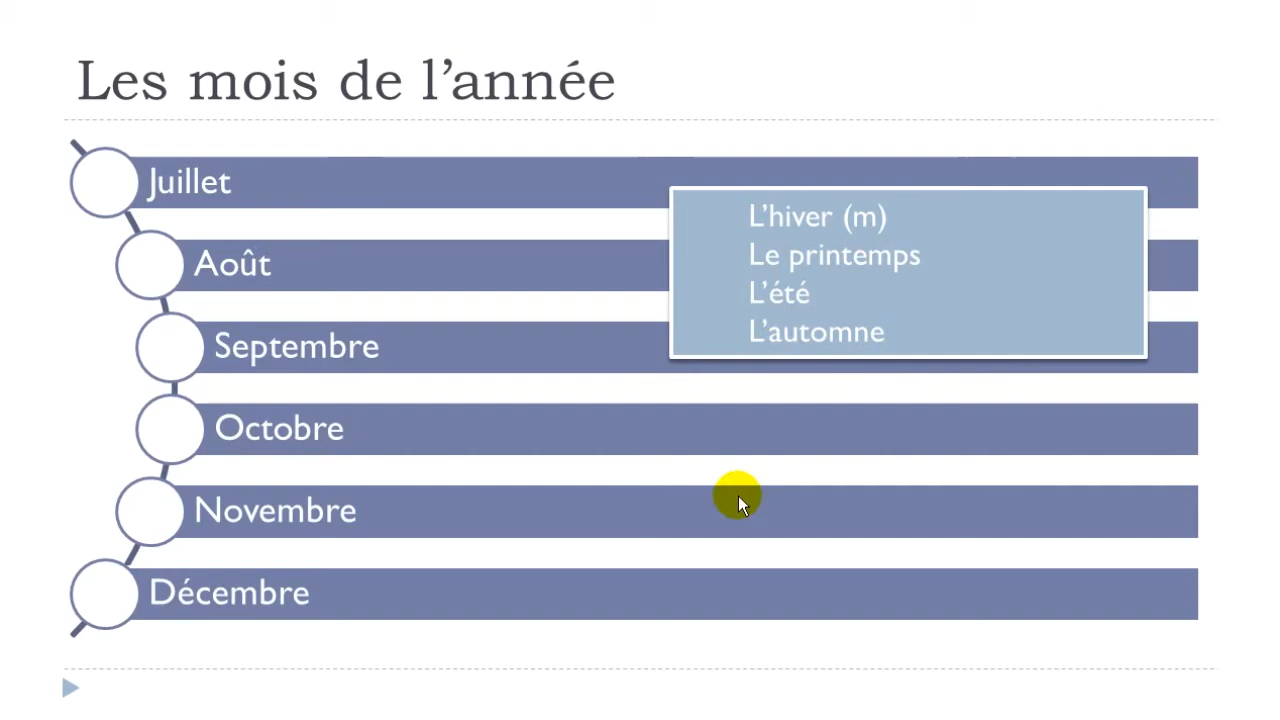 Les mois de l’année
Juillet
Août
Septembre
Octobre
Novembre
Décembre
L’hiver (m)
Le printemps
L’été
L’automne